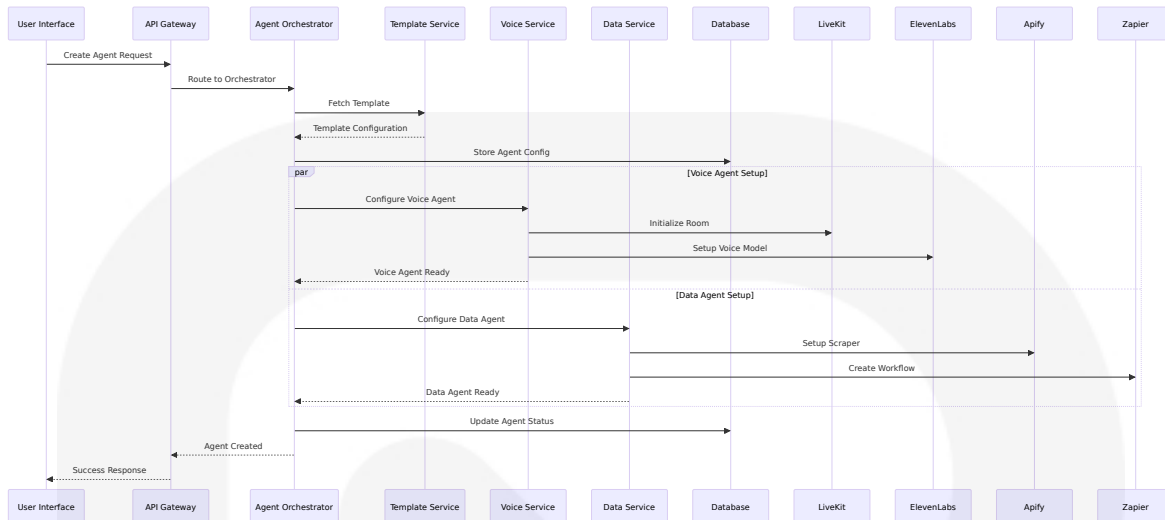 User Interface API Gateway Agent Orchestrator Template Service Voice Service Data Service Database LiveKit ElevenLabs Apify Zapier
Create Agent Request
Route to Orchestrator
Fetch Template
Template Configuration
Store Agent Config
par [Voice Agent Setup]
Configure Voice Agent
Initialize Room
Setup Voice Model
Voice Agent Ready
[Data Agent Setup]
Configure Data Agent
Setup Scraper
Create Workflow
Data Agent Ready
Update Agent Status
Agent Created
Success Response
User Interface API Gateway Agent Orchestrator Template Service Voice Service Data Service Database LiveKit ElevenLabs Apify Zapier